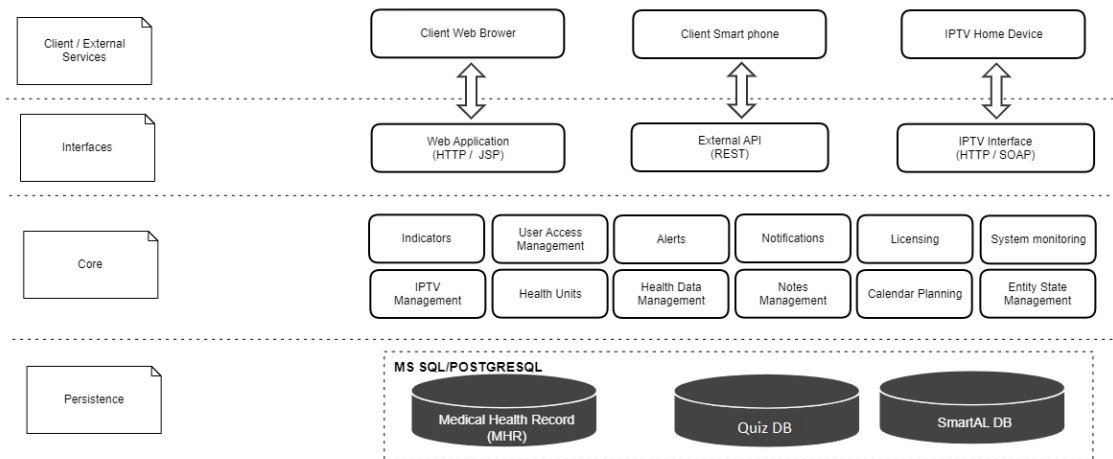 Client / External
Services
Client Web Brower
Client Smart phone
IPTV Home Device
Interfaces
Web Application
(HTTP / JSP)
External API
(REST)
IPTV Interface
(HTTP / SOAP)
Core
Indicators
User Access
Management
Alerts
Notifications
Licensing
System monitoring
IPTV
Management
Health Units
Health Data
Management
Notes
Management
Calendar Planning
Entity State
Management
Persistence
MS SQL/POSTGRESQL
Medical Health Record
(MHR)
Quiz DB
SmartAL DB